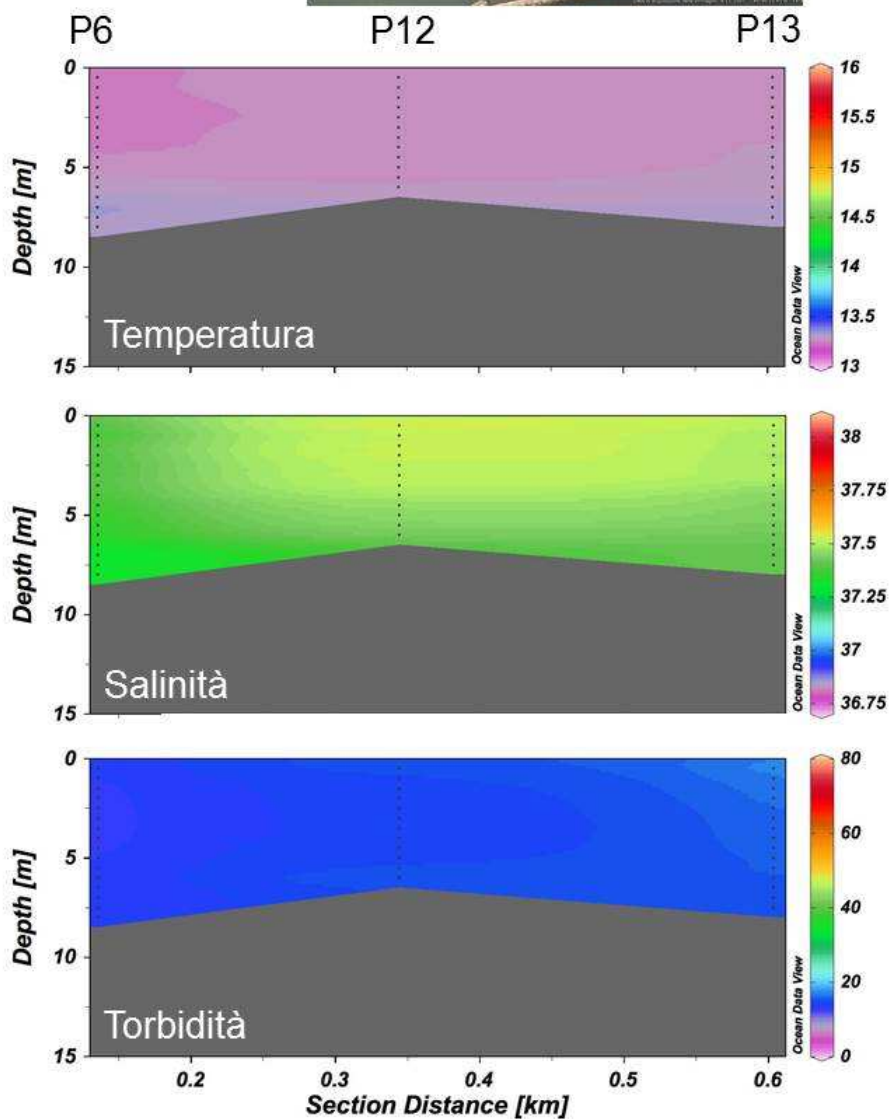 P6 P12 P13
0
5
10
15
Depth [m]
Temperatura
Ocean Data View
16
15.5
15
14.5
14
13.5
13
0
5
10
15
Depth [m]
Salinità
Ocean Data View
38
37.75
37.5
37.25
37
36.75
0
5
10
15
Depth [m]
Torbidità
Ocean Data View
80
60
40
20
0
0.2 0.3 0.4 0.5 0.6
Section Distance [km]